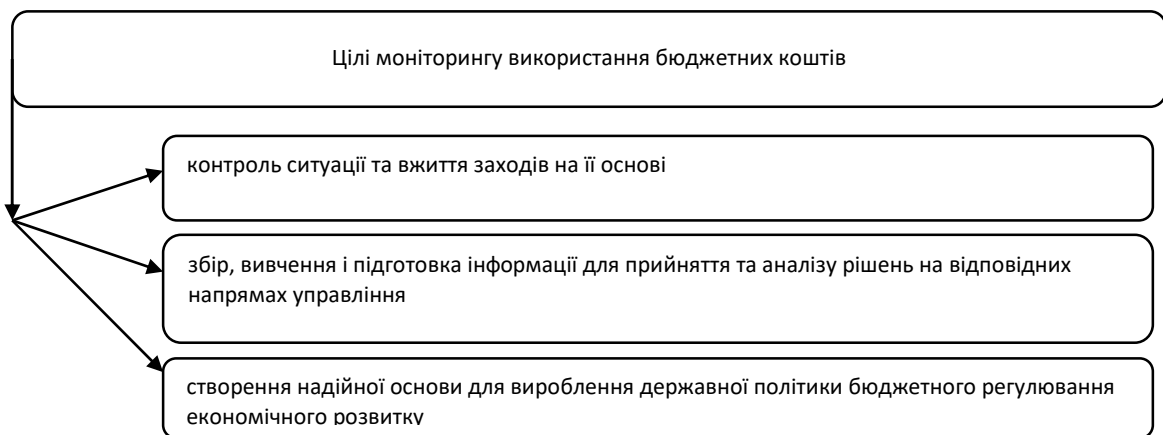 Цілі моніторингу використання бюджетних коштів
контроль ситуації та вжиття заходів на її основі
збір, вивчення і підготовка інформації для прийняття та аналізу рішень на відповідних
напрямах управління
створення надійної основи для вироблення державної політики бюджетного регулювання
економічного розвитку